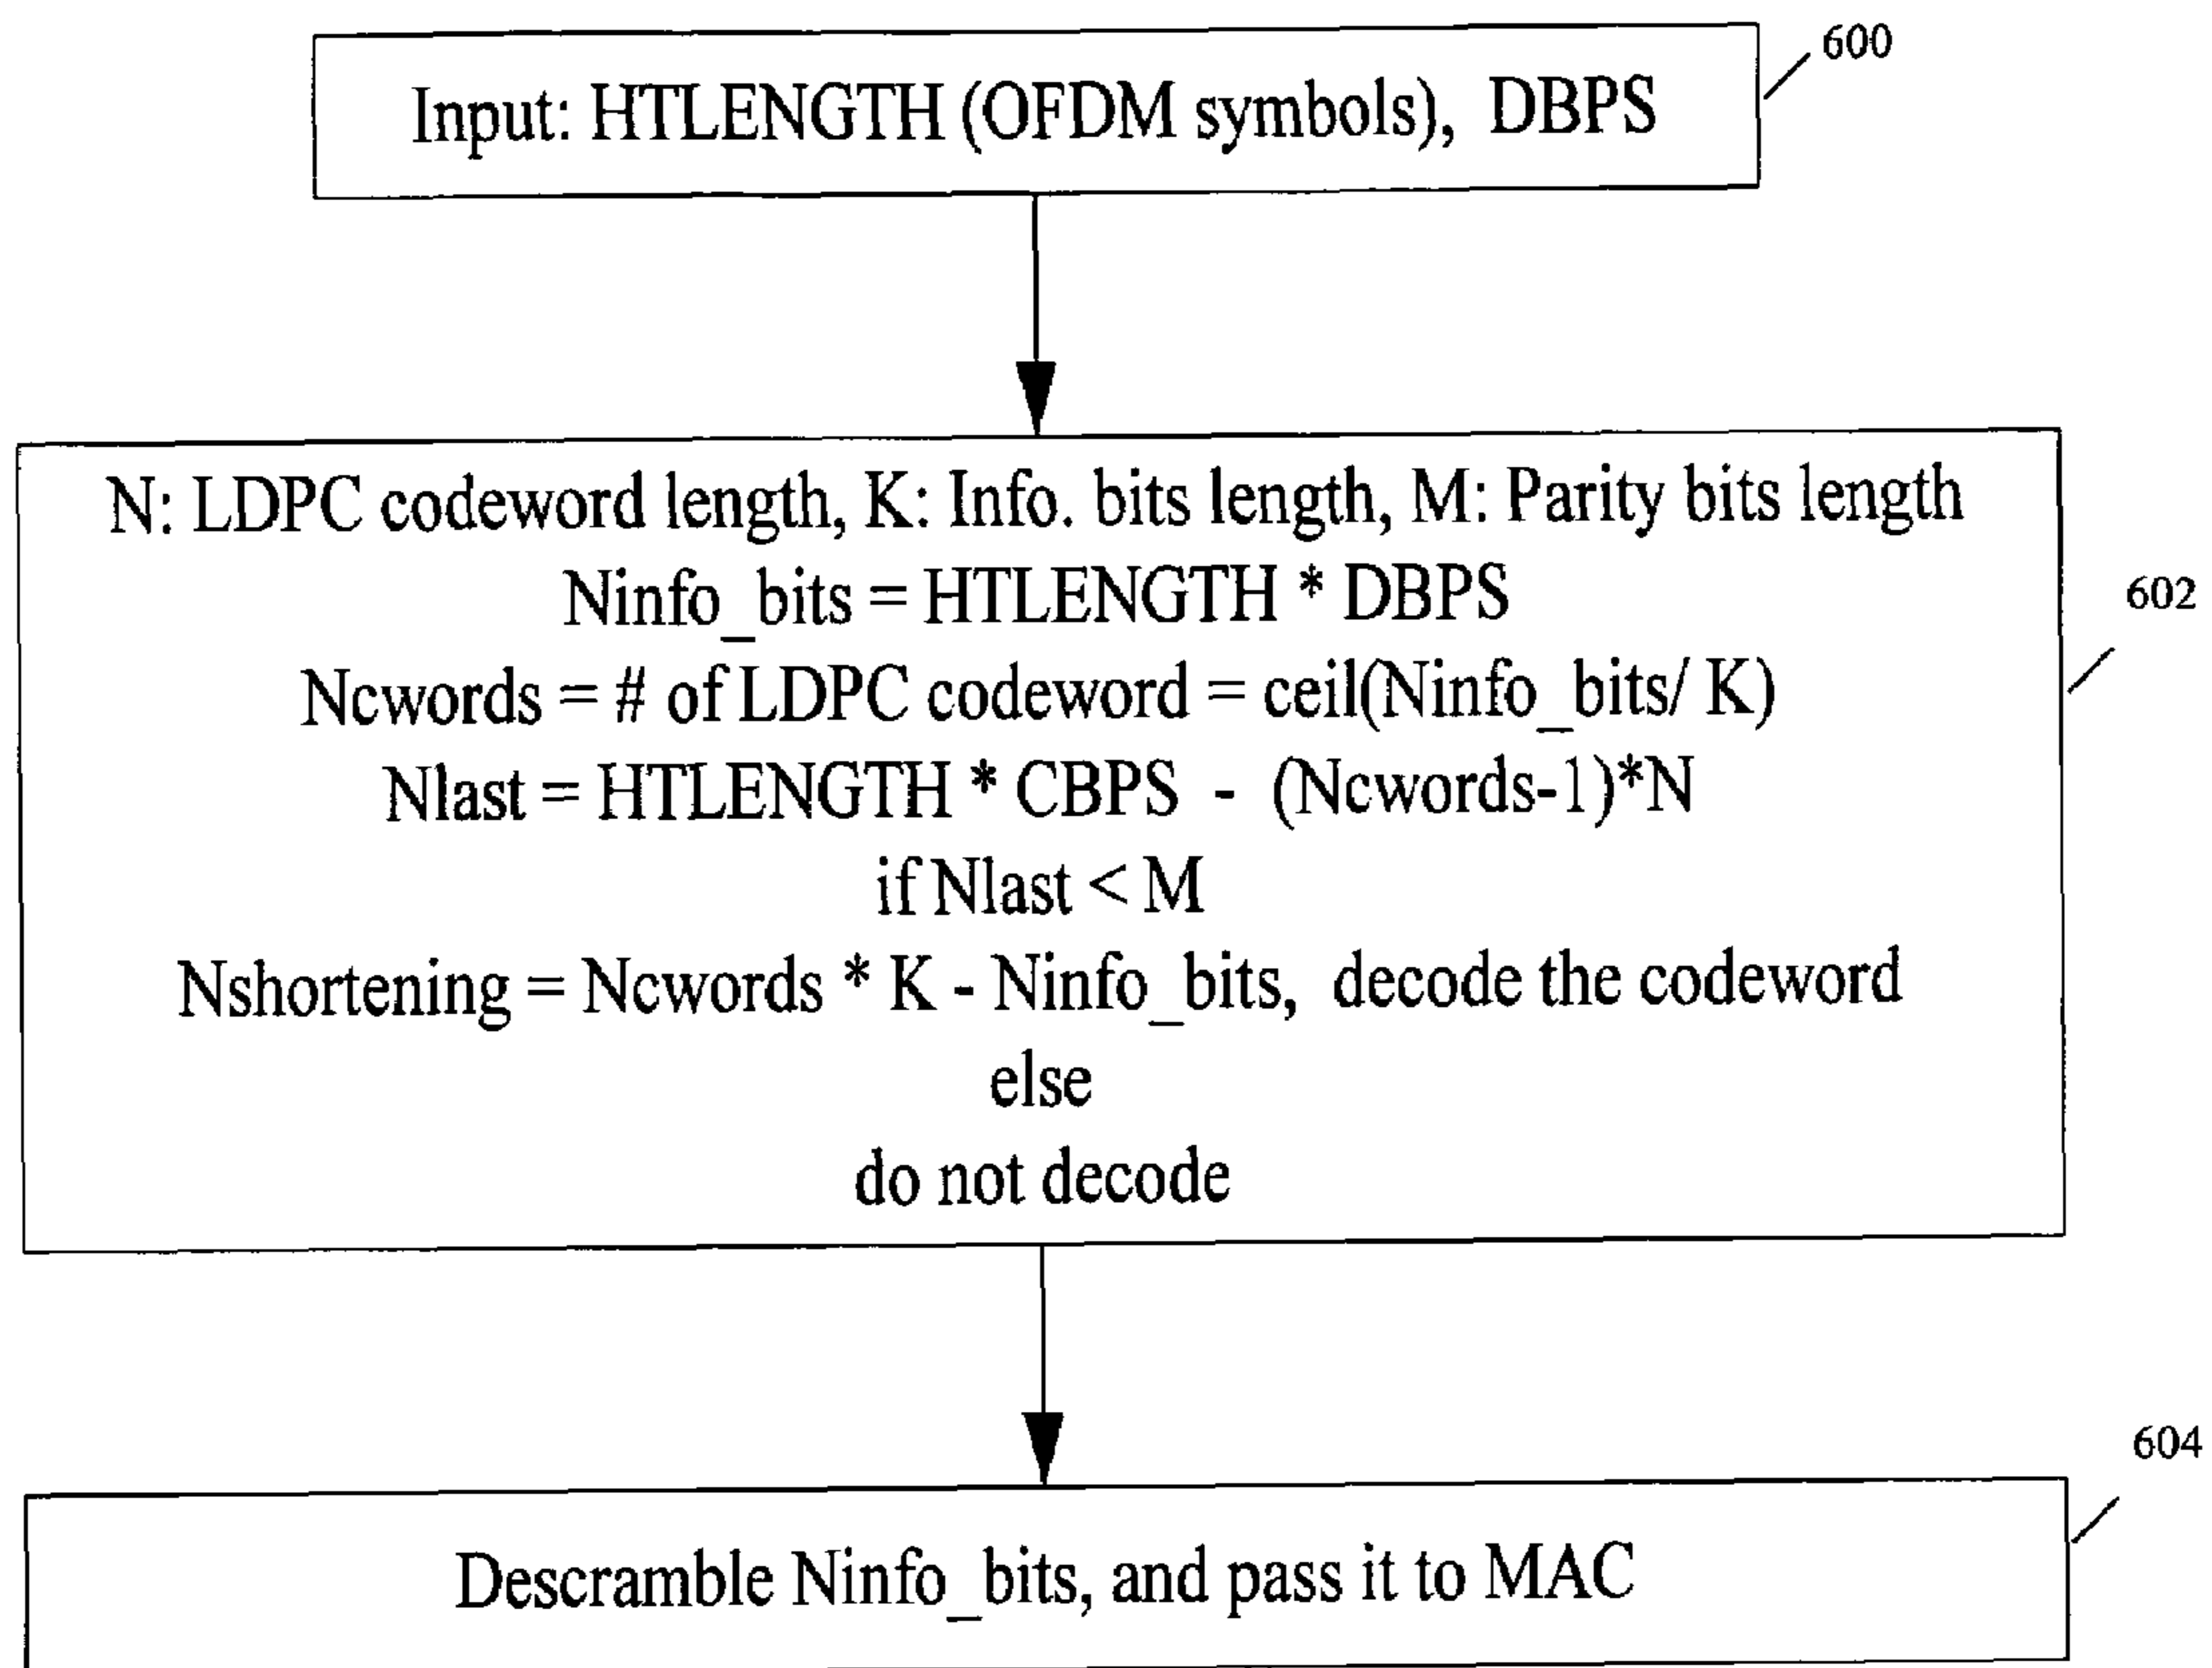 600
Input: HTLENGTH (OFDM symbols), DBPS
N: LDPC codeword length, K: Info. bits length, M: Parity bits length
Ninfo_bits = HTLENGTH * DBPS
602
Ncwords = # of LDPC codeword = ceil(Ninfo_bits/ K)
Nlast = HTLENGTH * CBPS - (Ncwords-1)*N
if Nlast < M
Nshortening = Ncwords * K - Ninfo_bits, decode the codeword
else
do not decode
604
Descramble Ninfo_bits, and pass it to MAC